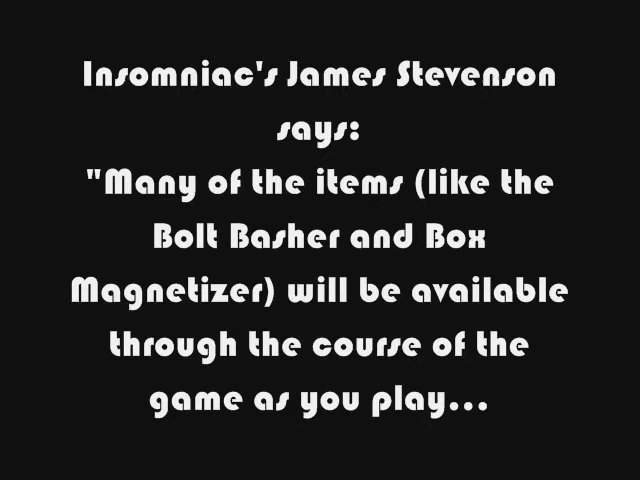 Insomniac's James Stevenson
says:
"Many of the items (like the
Bolt Basher and Box
Magnetizer) will be available
through the course of the
game as you play...